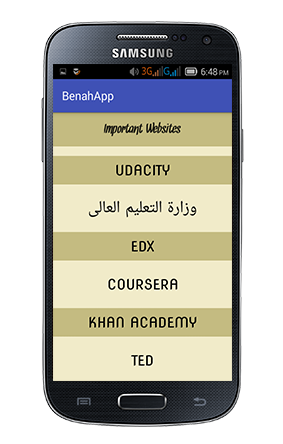 SAMSUNG
3G G 6:48 PM
BenahApp
Important Websites
UDACITY
وزارة التعليم العالى
EDX
COURSERA
KHAN ACADEMY
TED